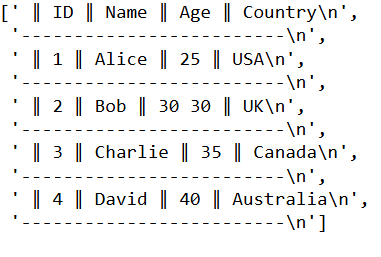 [' ‖ ID ‖ Name ‖ Age ‖ Country\n',
'-------------------------\n',
' ‖ 1 ‖ Alice ‖ 25 ‖ USA\n',
'-------------------------\n',
' ‖ 2 ‖ Bob ‖ 30 30 ‖ UK\n',
'-------------------------\n',
' ‖ 3 ‖ Charlie ‖ 35 ‖ Canada\n',
'-------------------------\n',
' ‖ 4 ‖ David ‖ 40 ‖ Australia\n',
'-------------------------\n']